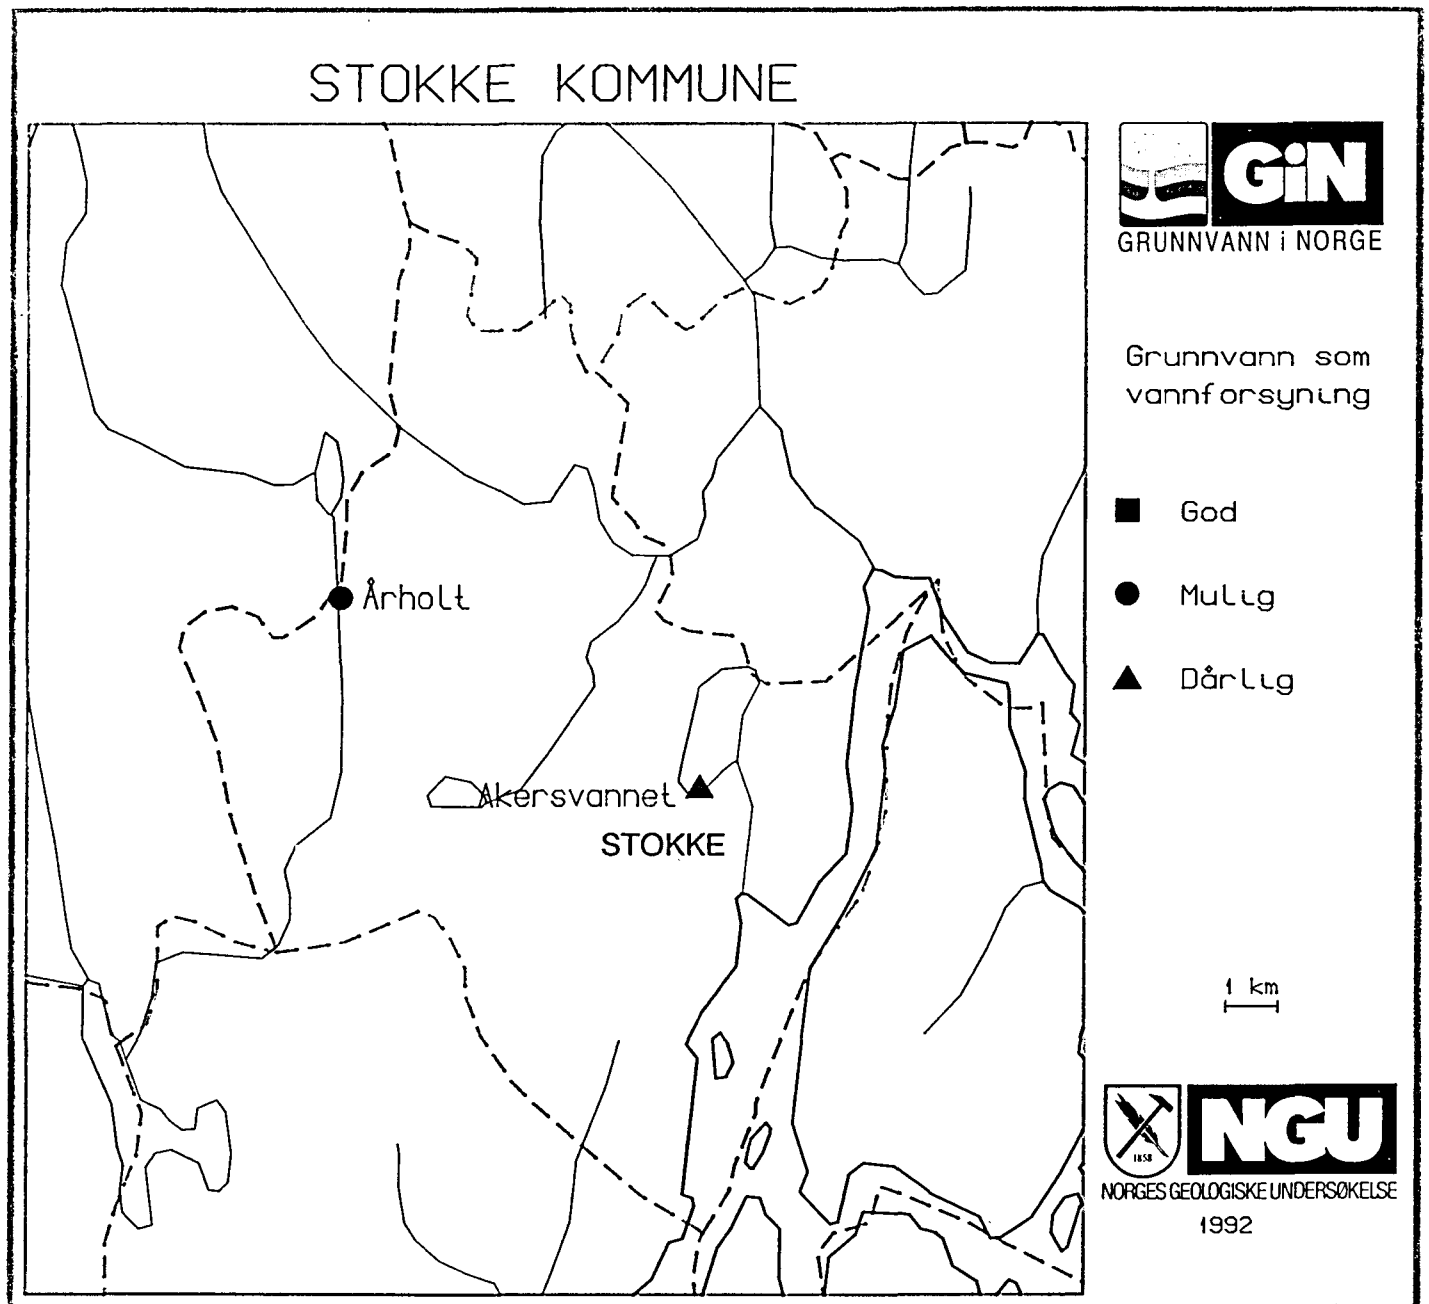 STOKKE KOMMUNE
GiN
GRUNNVANN i NORGE
Grunnvann som
vannforsyning
God
Mulig
Dårlig
Årholt
Akersvannet
STOKKE
1 km
1858
NGU
NORGES GEOLOGISKE UNDERSØKELSE
1992